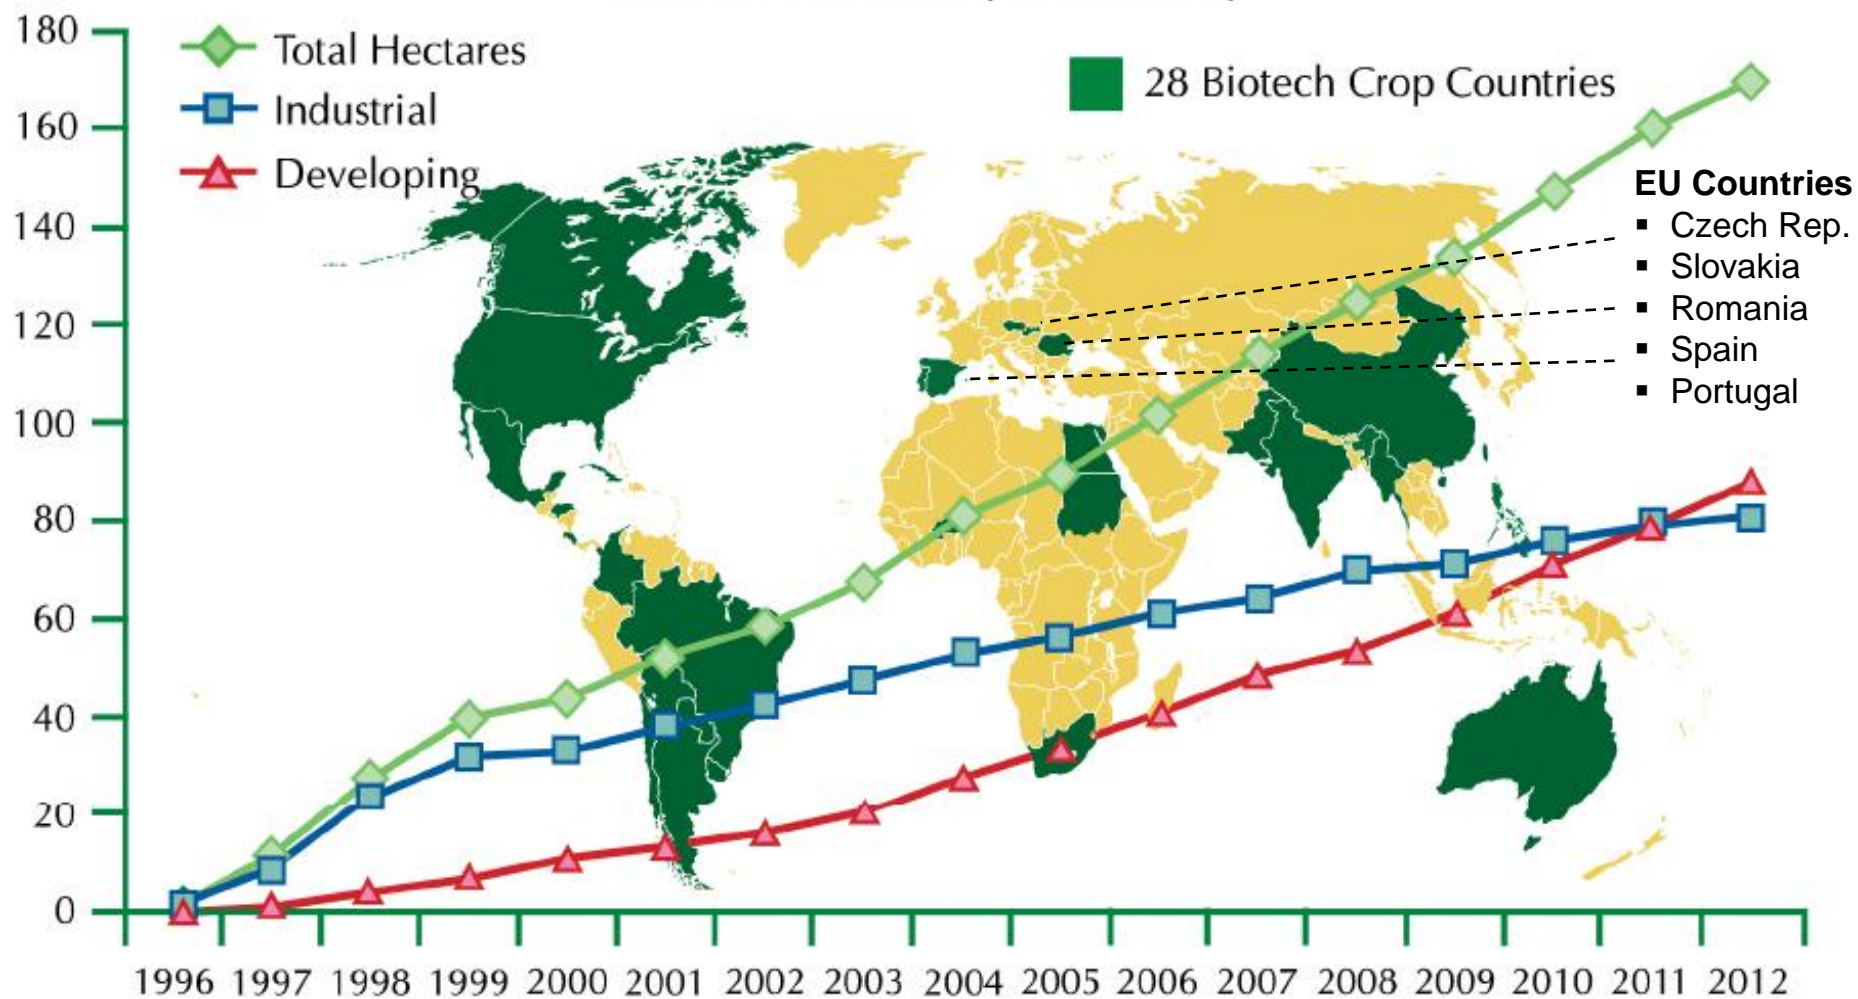 180
160
140
120
100
80
60
40
20
0
Total Hectares
Industrial
Developing
28 Biotech Crop Countries
EU Countries
▪ Czech Rep.
▪ Slovakia
▪ Romania
▪ Spain
▪ Portugal
1996 1997 1998 1999 2000 2001 2002 2003 2004 2005 2006 2007 2008 2009 2010 2011 2012